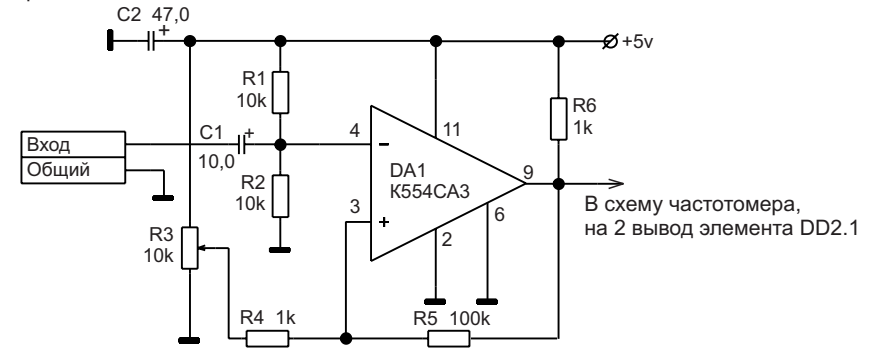 C2 47,0
+
+5v
R1
10k
R6
1k
C1
+
10,0
4
11
Вход
Общий
−
DA1
К554СА3
9
R2
10k
3
+
6
2
В схему частотомера,
на 2 вывод элемента DD2.1
R3
10k
R4 1k
R5 100k